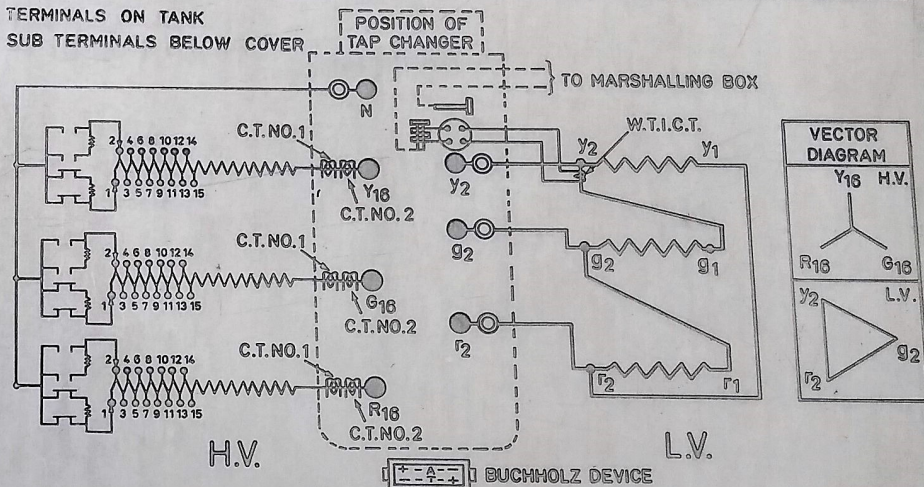 TERMINALS ON TANK
SUB TERMINALS BELOW COVER
POSITION OF
TAP CHANGER
TO MARSHALLING BOX
N
W.T.I.C.T.
C.T.NO.1
2 4 6 8 10 12 14
1 3 5 7 9 11 13 15
Y16
C.T.NO.2
y2
y2
y1
C.T.NO.1
2 4 6 8 10 12 14
1 3 5 7 9 11 13 15
G16
C.T.NO.2
g2
g2
g1
C.T.NO.1
2 4 6 8 10 12 14
1 3 5 7 9 11 13 15
R16
C.T.NO.2
r2
r2
r1
H.V.
L.V.
+ - A - -
- - T - +
BUCHHOLZ DEVICE
VECTOR
DIAGRAM
Y16 H.V.
R16 G16
y2 L.V.
g2
r2